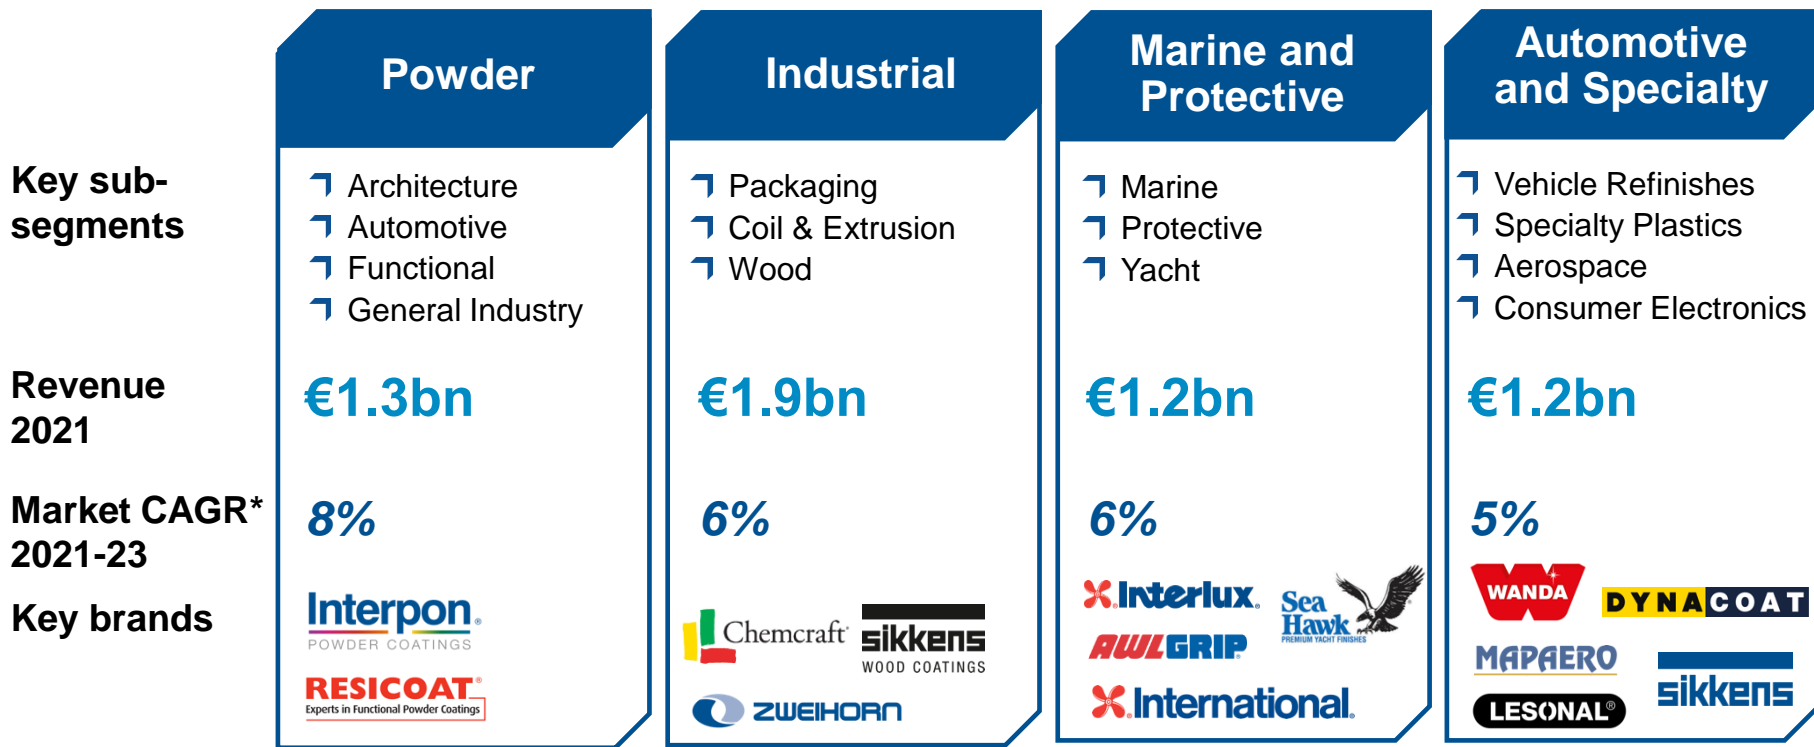 Powder
Industrial
Marine and
Protective
Automotive
and Specialty
Key sub-
segments
Architecture
Automotive
Functional
General Industry
Packaging
Coil & Extrusion
Wood
Marine
Protective
Yacht
Vehicle Refinishes
Specialty Plastics
Aerospace
Consumer Electronics
Revenue
2021
€1.3bn
€1.9bn
€1.2bn
€1.2bn
Market CAGR*
2021-23
8%
6%
6%
5%
Key brands
Interpon®
POWDER COATINGS
RESICOAT®
Experts in Functional Powder Coatings
Chemcraft®
sikkens
WOOD COATINGS
ZWEIHORN
Interlux®
Sea
Hawk
PREMIUM YACHT FINISHES
AWLGRIP®
International®
WANDA
DYNACOAT
MAPAERO
LESONAL®
sikkens